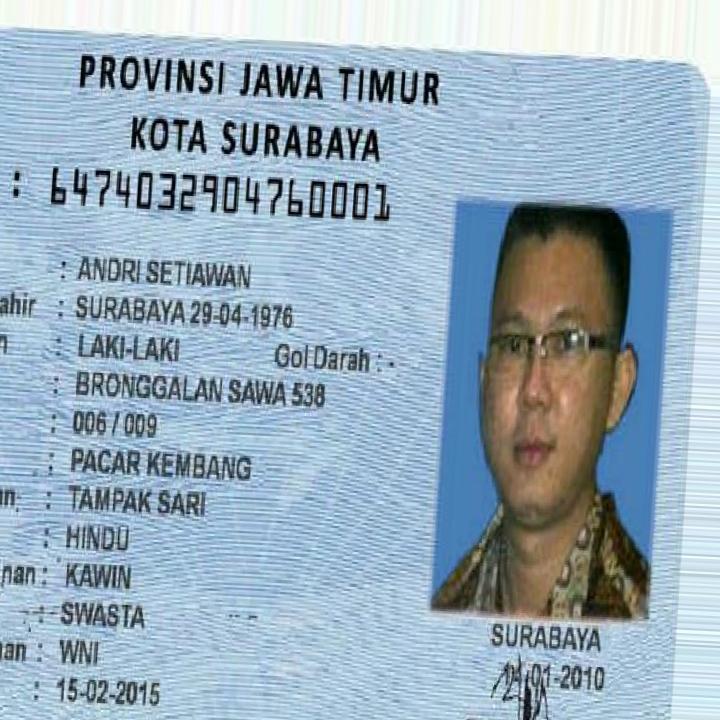 PROVINSI JAWA TIMUR
KOTA SURABAYA
: 6474032904760001
: ANDRI SETIAWAN
ahir : SURABAYA 29-04-1976
n : LAKI-LAKI Gol Darah : -
: BRONGGALAN SAWA 538
: 006 / 009
: PACAR KEMBANG
an : TAMPAK SARI
: HINDU
nan : KAWIN
: SWASTA
an : WNI
: 15-02-2015
SURABAYA
-01-2010